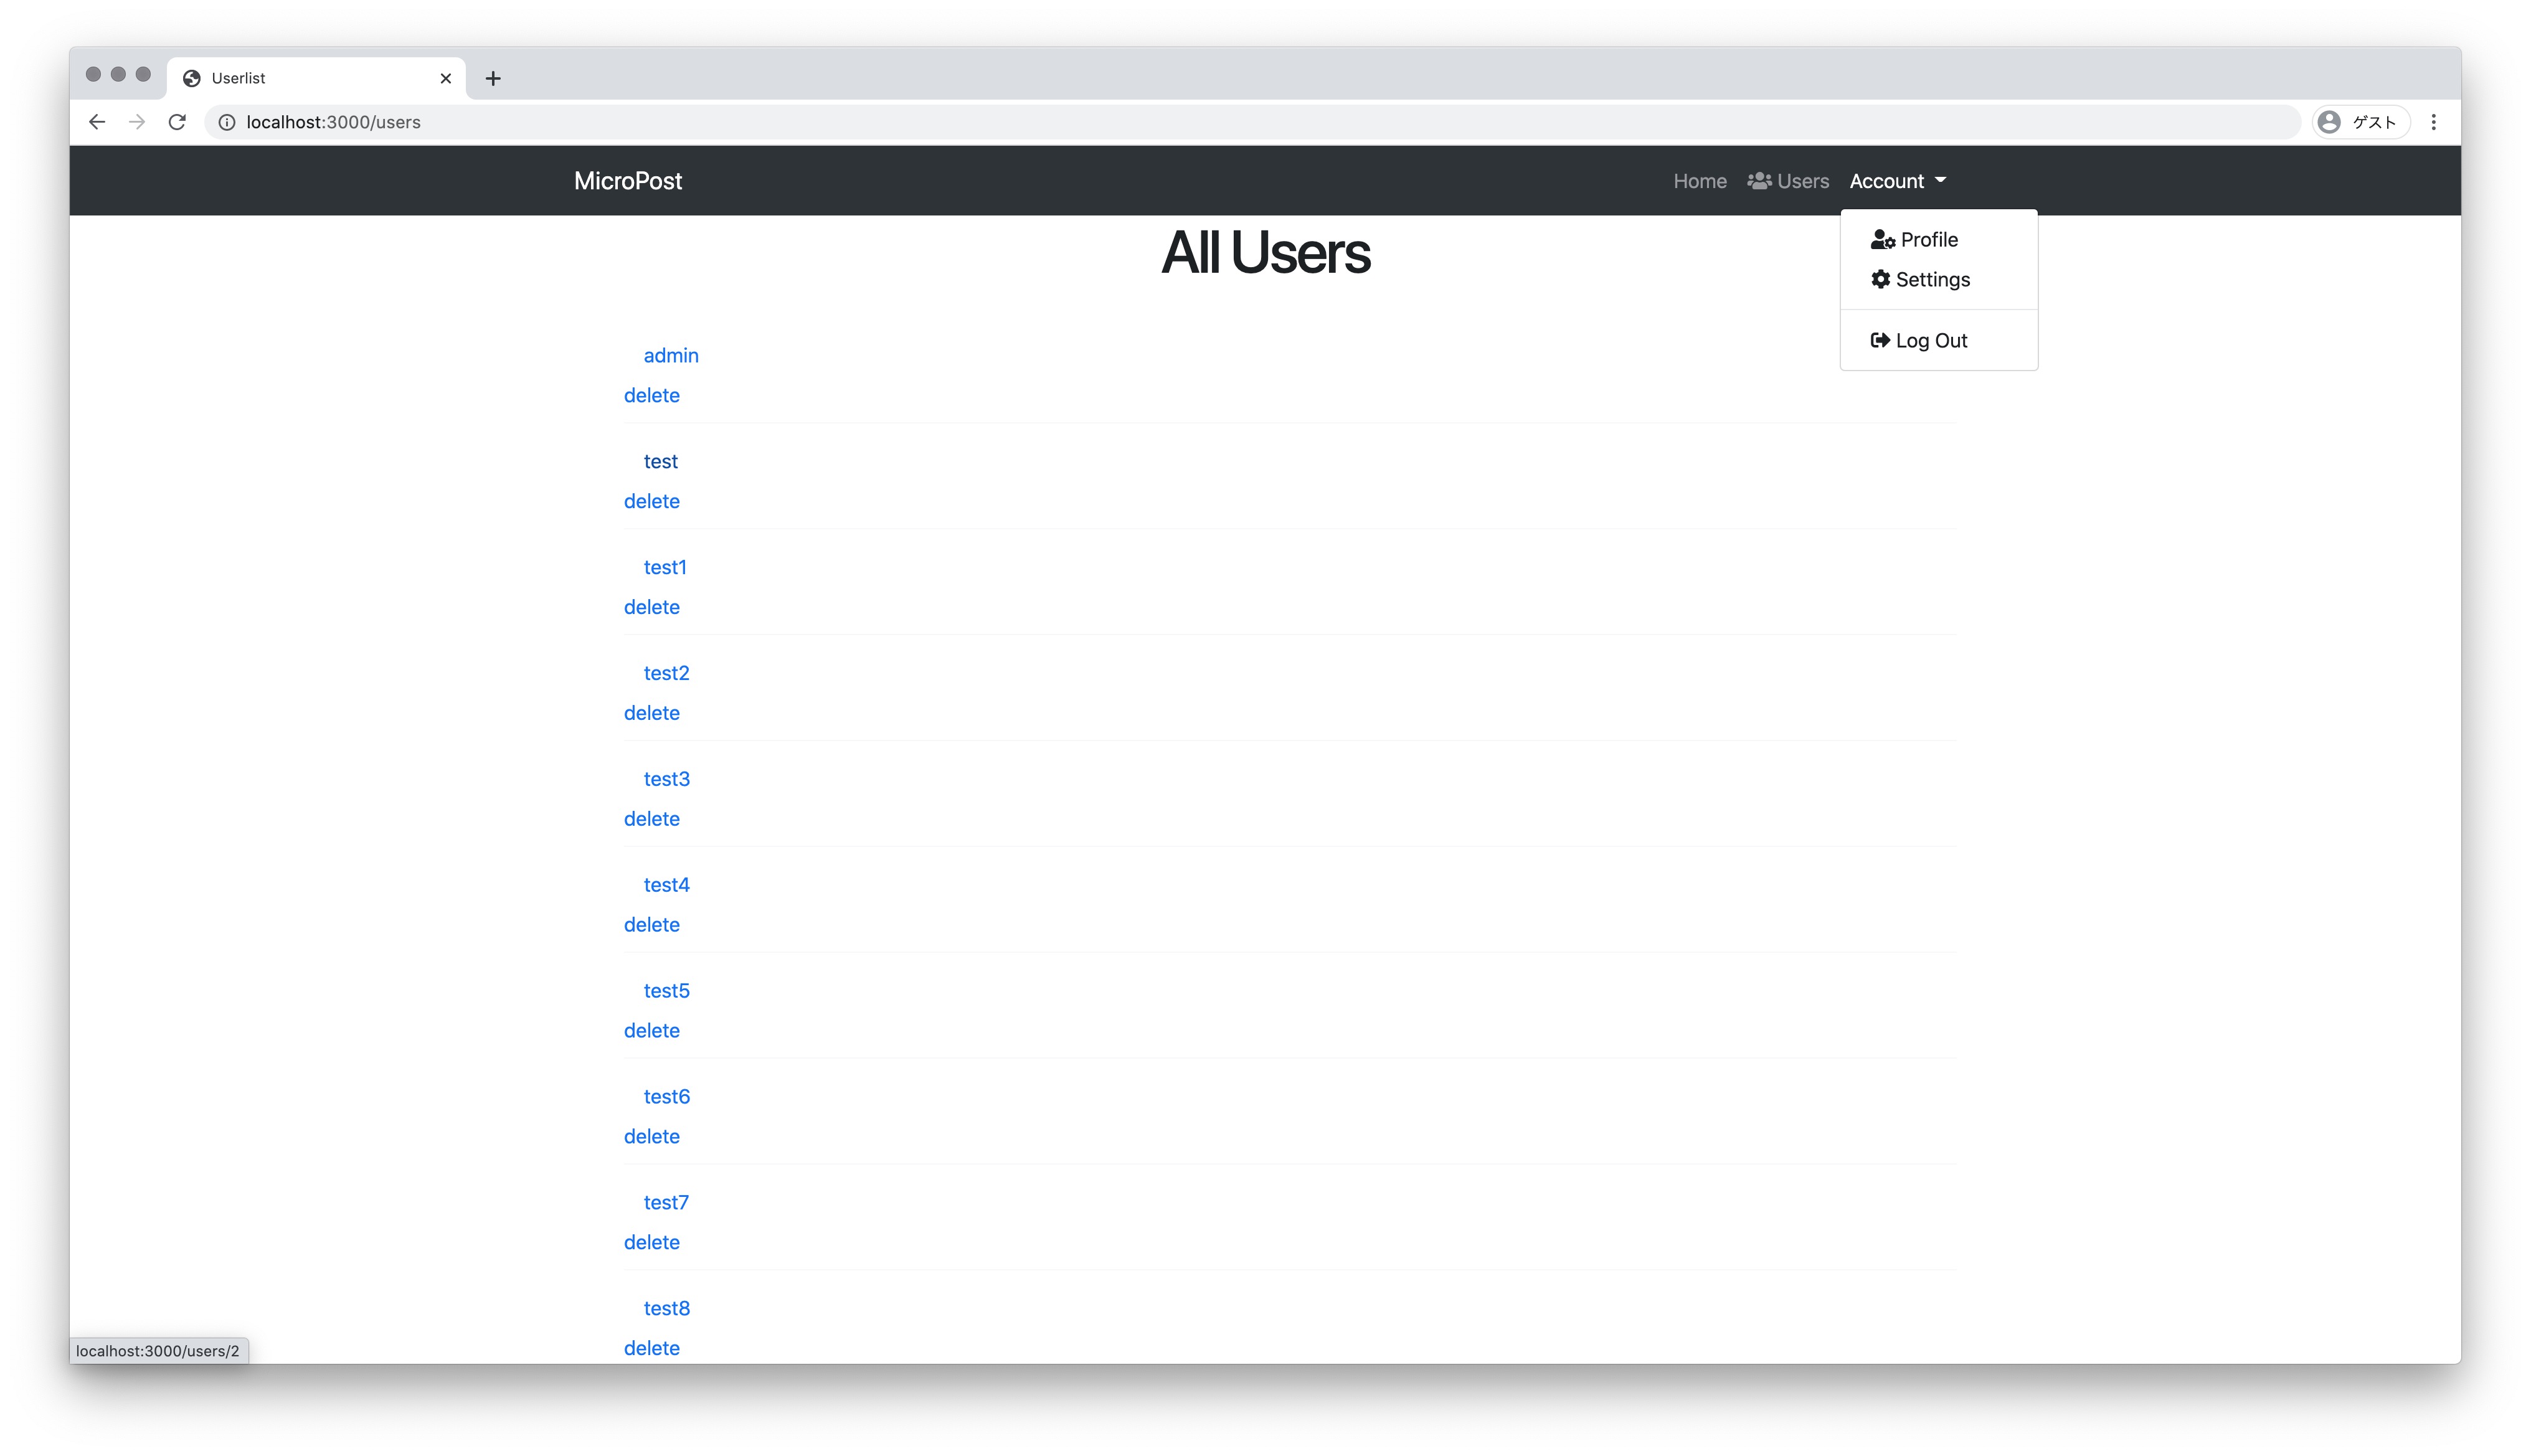 Userlist
localhost:3000/users
ゲスト
MicroPost
Home Users Account
Profile
Settings
Log Out
All Users
admin
delete
test
delete
test1
delete
test2
delete
test3
delete
test4
delete
test5
delete
test6
delete
test7
delete
test8
delete
localhost:3000/users/2